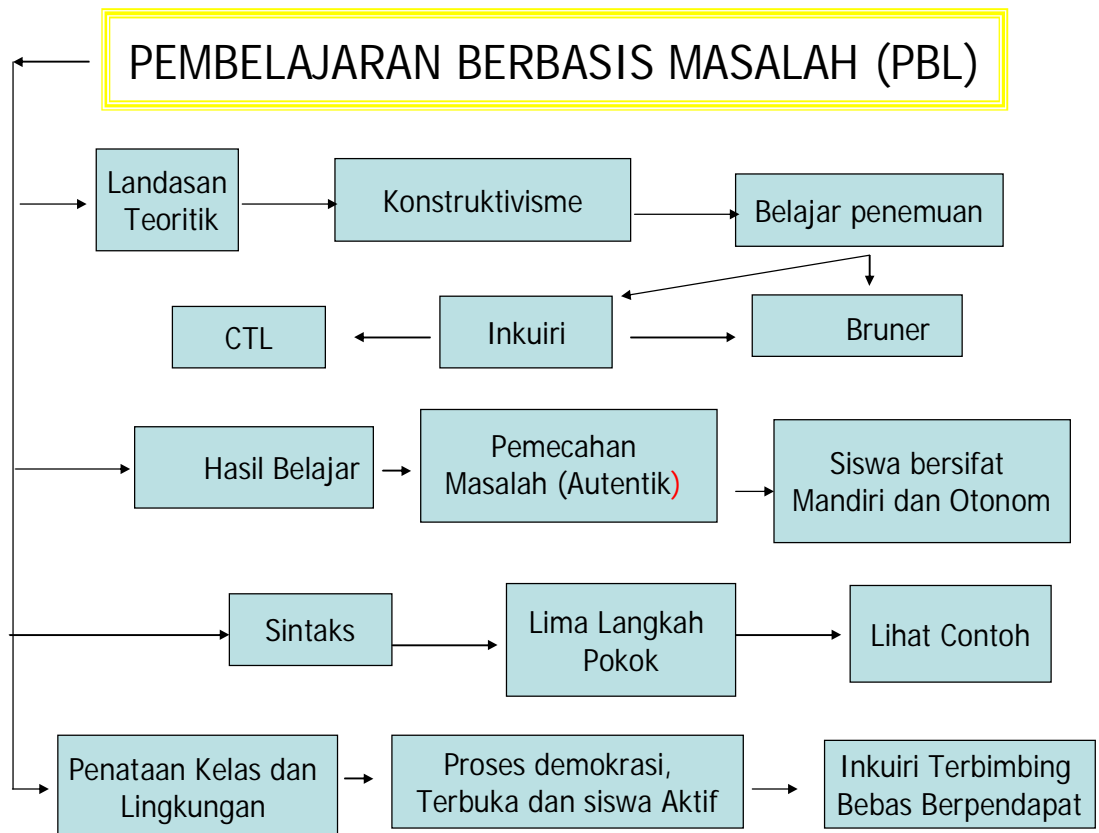 PEMBELAJARAN BERBASIS MASALAH (PBL)
Landasan
Teoritik
Konstruktivisme
Belajar penemuan
CTL
Inkuiri
Bruner
Hasil Belajar
Pemecahan
Masalah (Autentik)
Siswa bersifat
Mandiri dan Otonom
Sintaks
Lima Langkah
Pokok
Lihat Contoh
Penataan Kelas dan
Lingkungan
Proses demokrasi,
Terbuka dan siswa Aktif
Inkuiri Terbimbing
Bebas Berpendapat